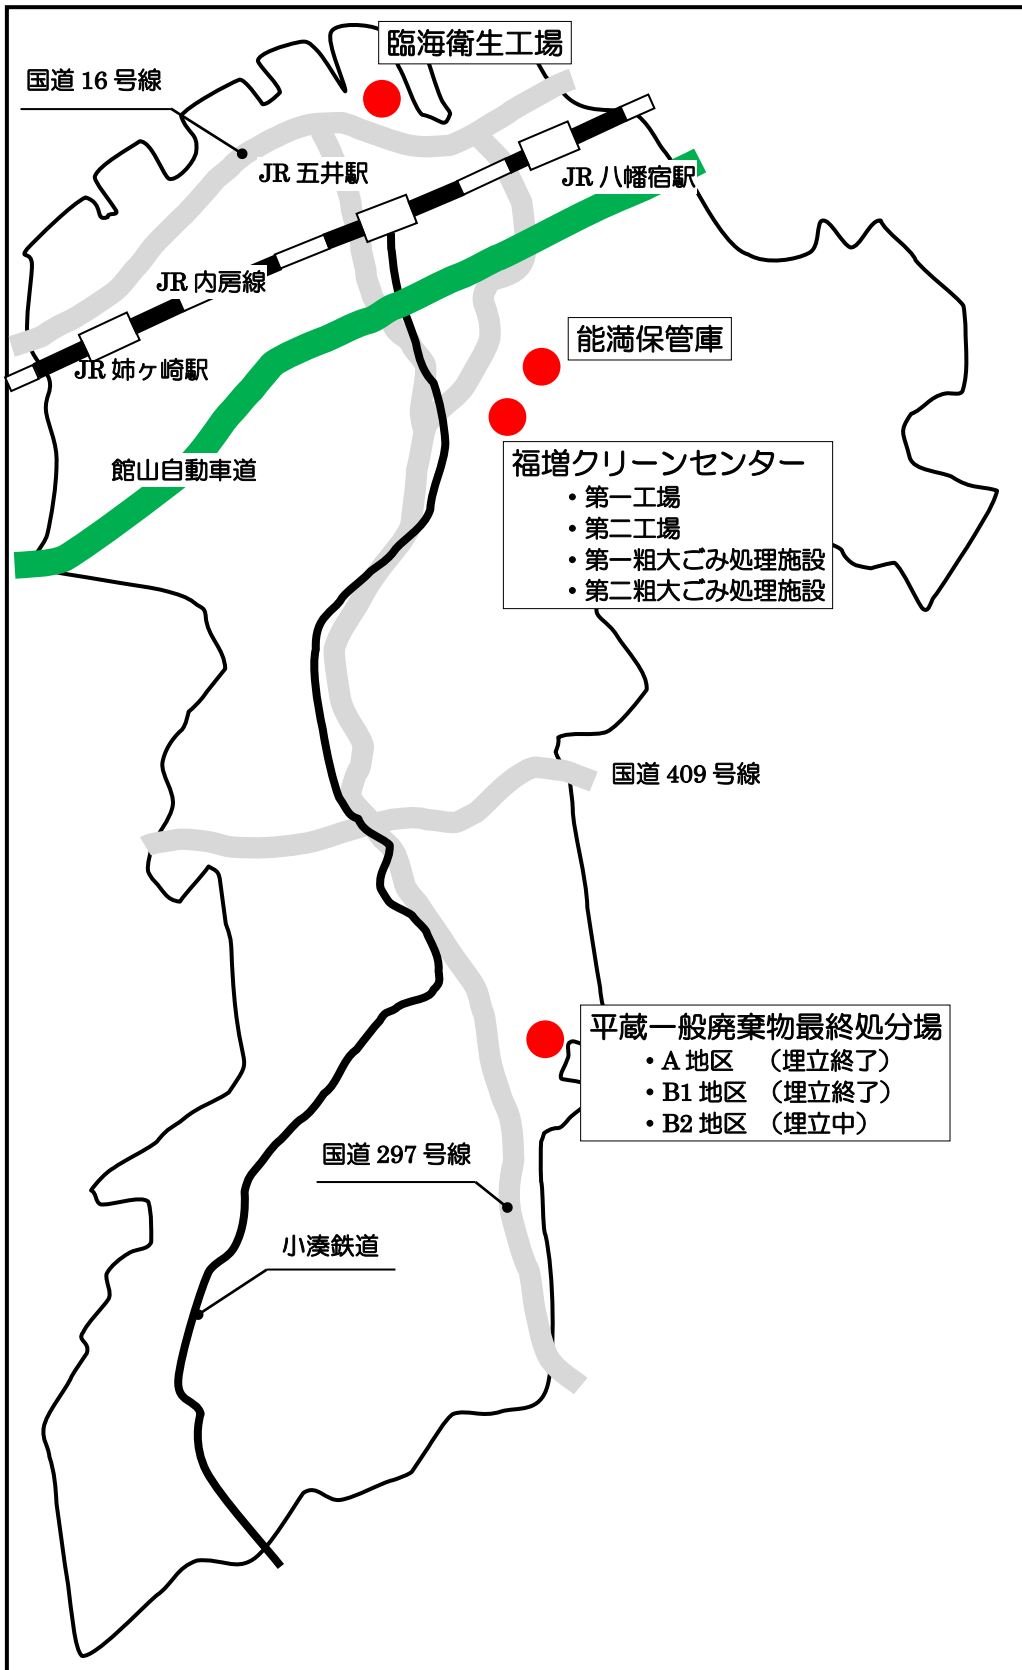 臨海衛生工場
国道 16 号線
JR 五井駅
JR 八幡宿駅
JR 内房線
能満保管庫
JR 姉ヶ崎駅
館山自動車道
福増クリーンセンター
・第一工場
・第二工場
・第一粗大ごみ処理施設
・第二粗大ごみ処理施設
国道 409 号線
平蔵一般廃棄物最終処分場
・A 地区 （埋立終了）
・B1 地区 （埋立終了）
・B2 地区 （埋立中）
国道 297 号線
小湊鉄道